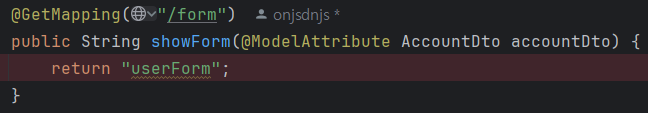 @GetMapping("/form") onjsdnjs *
public String showForm(@ModelAttribute AccountDto accountDto) {
    return "userForm";
}